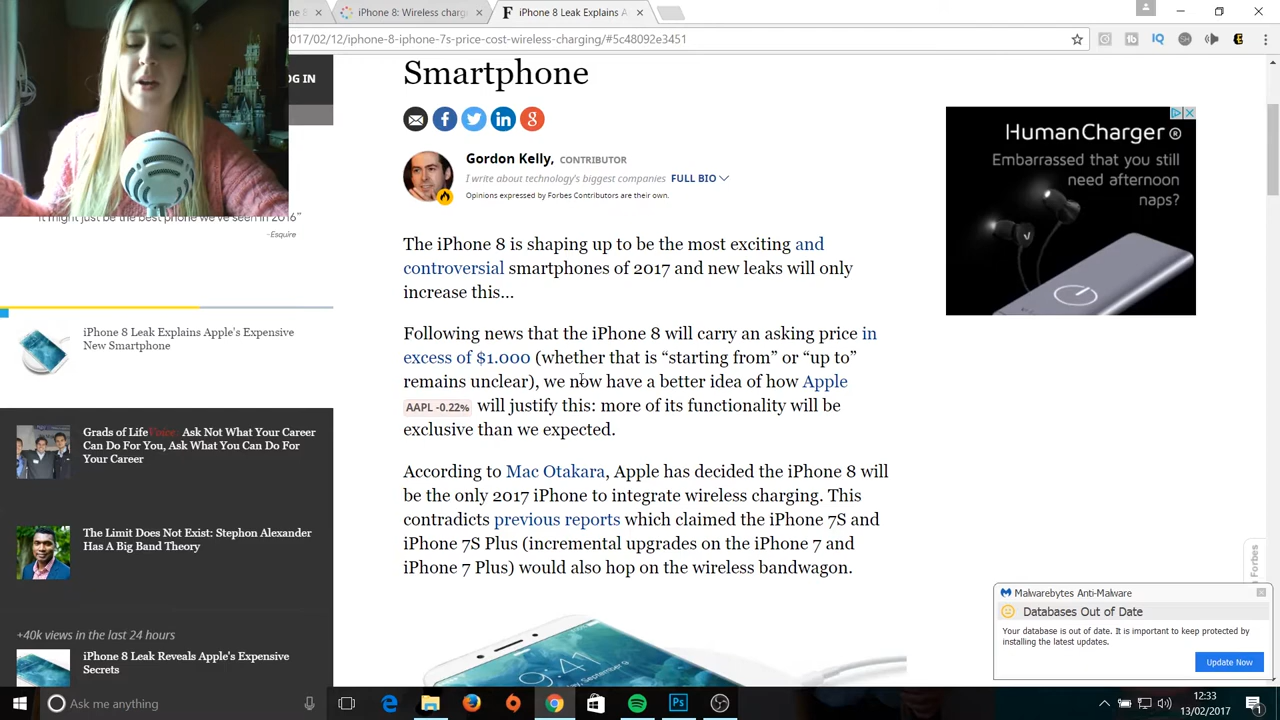 iPhone 8
Confidential
iPhone 8 Leak Explains A
2017/02/12/iphone-8-iphone-7s-price-cost-wireless-charging/#5c48092e3451
OG IN
Smartphone
Gordon Kelly, CONTRIBUTOR
I write about technology's biggest companies FULL BIO
Opinions expressed by Forbes Contributors are their own.
"It might just be the best phone we've seen in 2016"
- Esquire
HumanCharger®
Embarrassed that you still
need afternoon
naps?
The iPhone 8 is shaping up to be the most exciting and
controversial smartphones of 2017 and new leaks will only
increase this...
Following news that the iPhone 8 will carry an asking price in
excess of $1.000 (whether that is “starting from” or “up to”
remains unclear), we now have a better idea of how Apple
AAPL -0.22% will justify this: more of its functionality will be
exclusive than we expected.
According to Mac Otakara, Apple has decided the iPhone 8 will
be the only 2017 iPhone to integrate wireless charging. This
contradicts previous reports which claimed the iPhone 7S and
iPhone 7S Plus (incremental upgrades on the iPhone 7 and
iPhone 7 Plus) would also hop on the wireless bandwagon.
9:41
iPhone 8 Leak Explains Apple's Expensive
New Smartphone
Grads of Life Voice: Ask Not What Your Career
Can Do For You, Ask What You Can Do For
Your Career
The Limit Does Not Exist: Stephon Alexander
Has A Big Band Theory
+40k views in the last 24 hours
iPhone 8 Leak Reveals Apple's Expensive
Secrets
Forbes
Malwarebytes Anti-Malware
Databases Out of Date
Your database is out of date. It is important to keep protected by
installing the latest updates.
Update Now
Ask me anything
12:33
13/02/2017